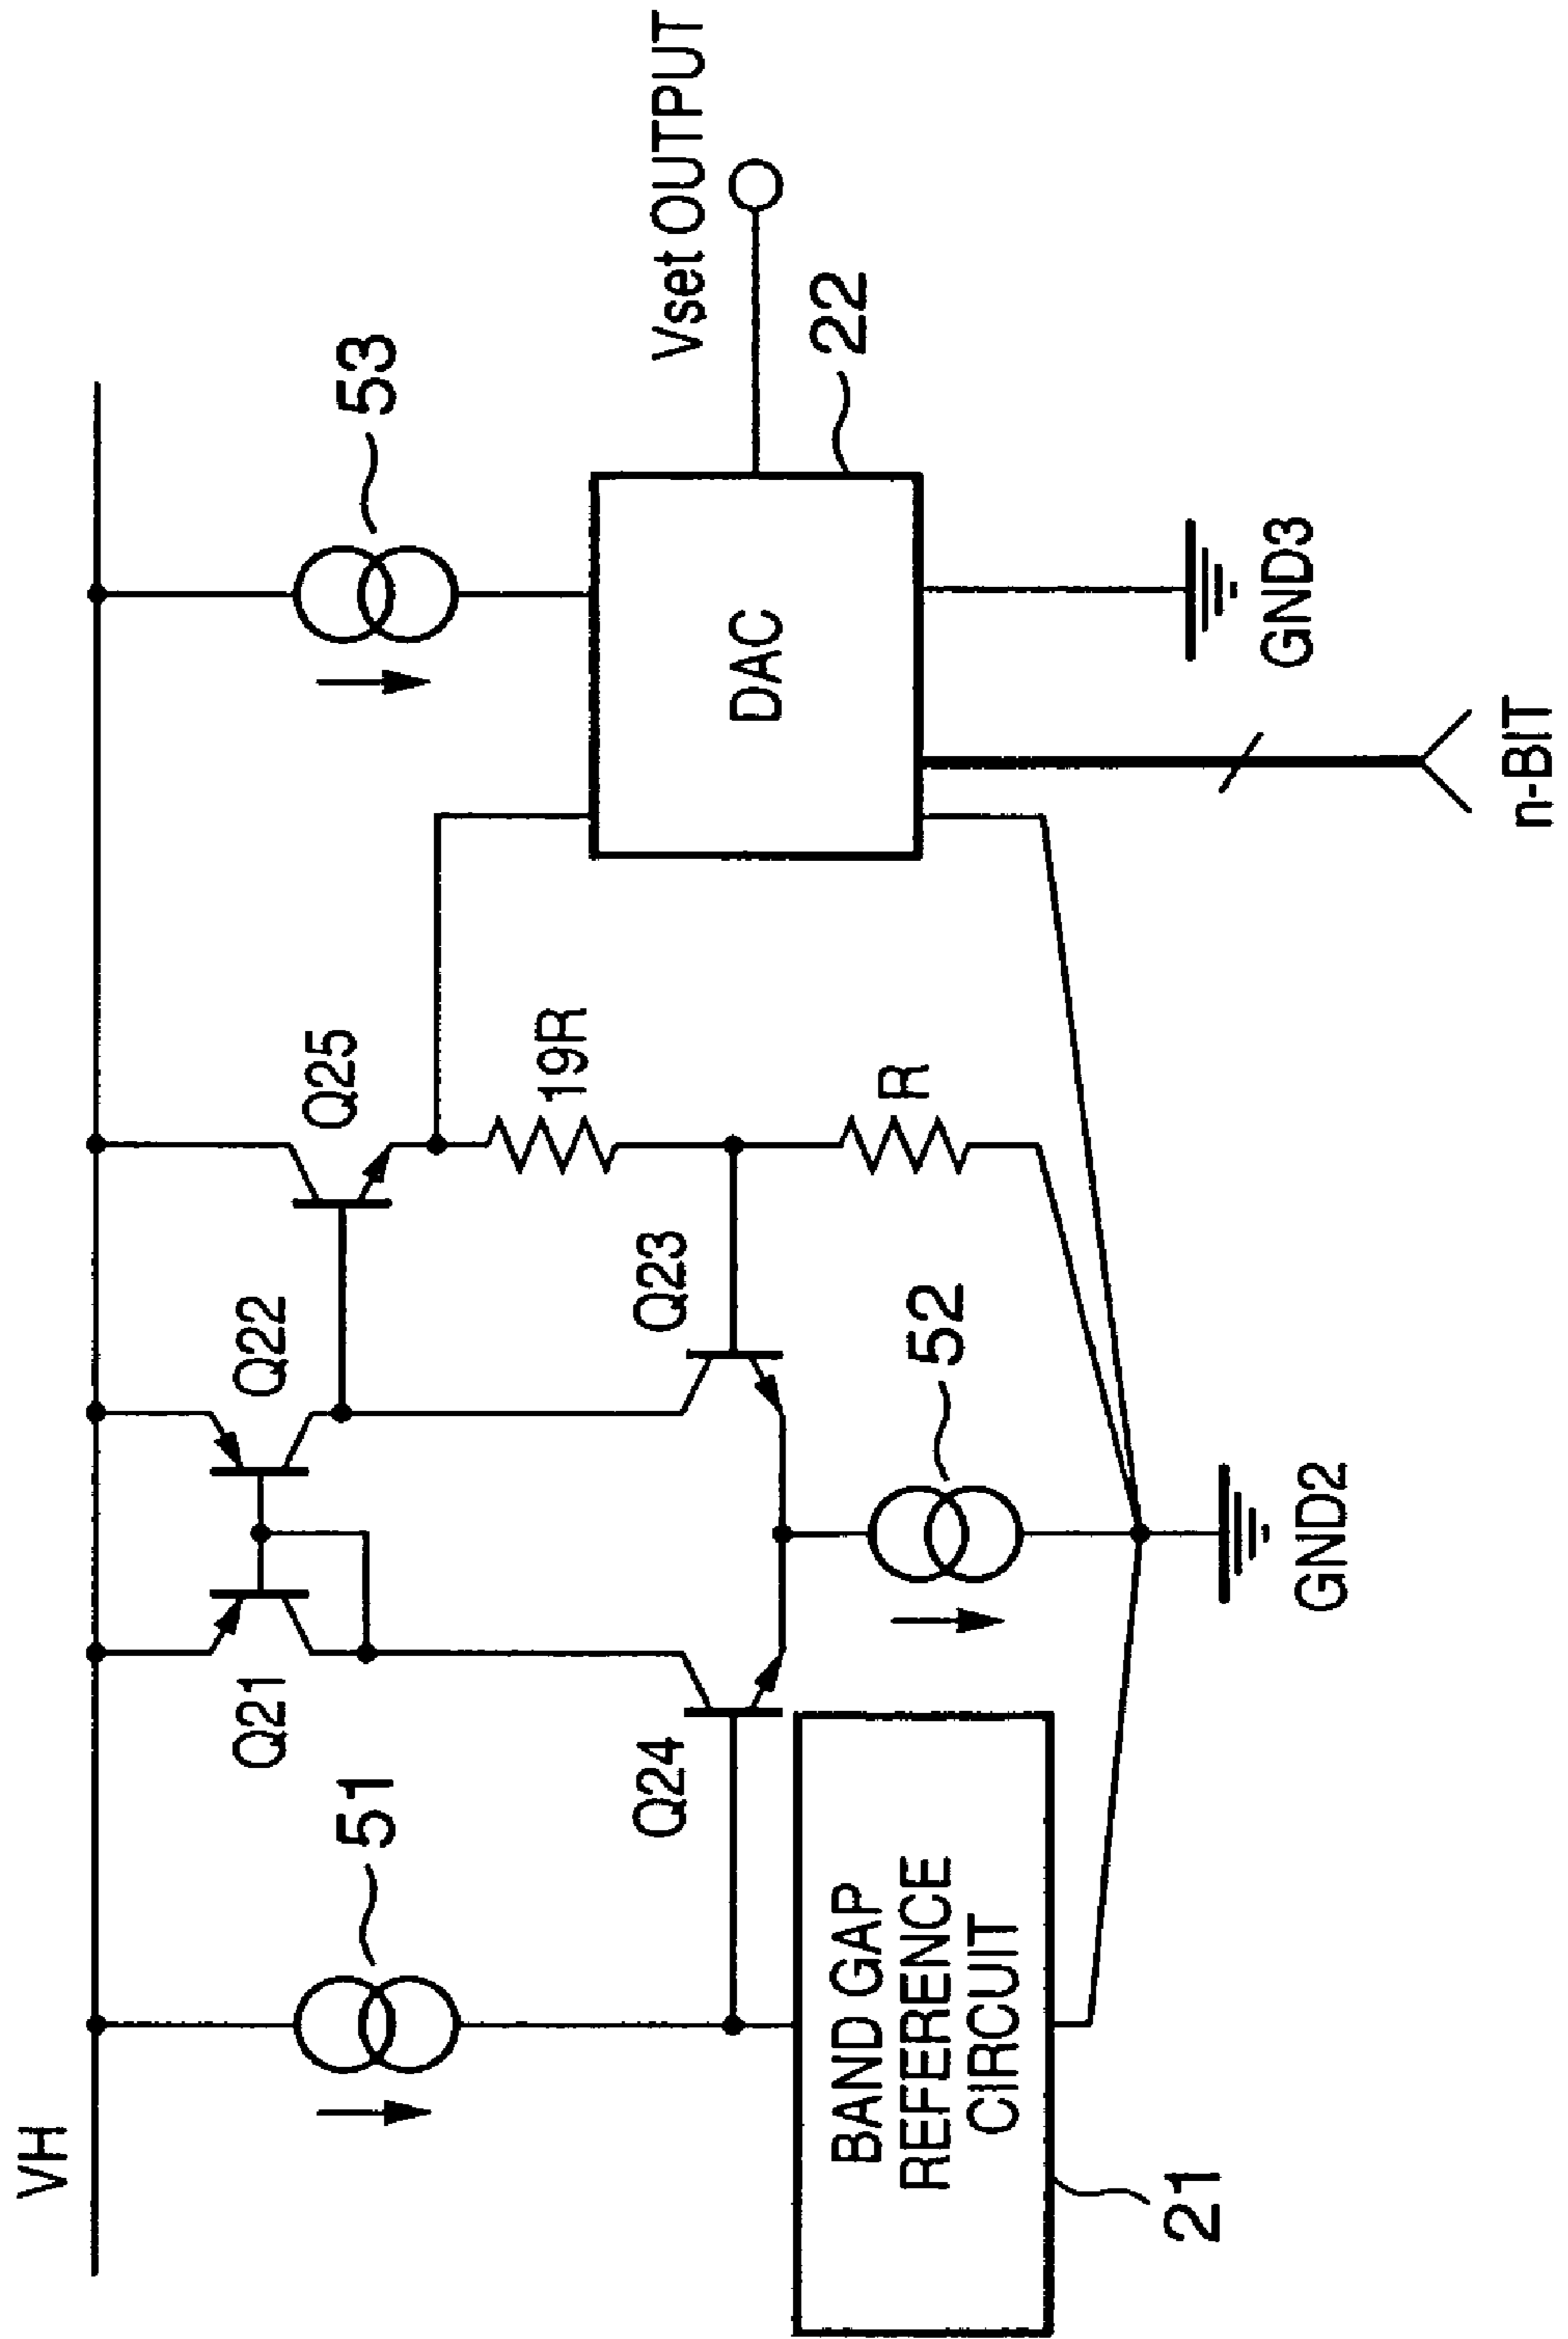 VH
51
Q21
Q22
Q25
53
Vset OUTPUT
Q24
Q23
19R
R
DAC
22
BAND GAP
REFERENCE
CIRCUIT
52
21
GND2
GND3
n-BIT